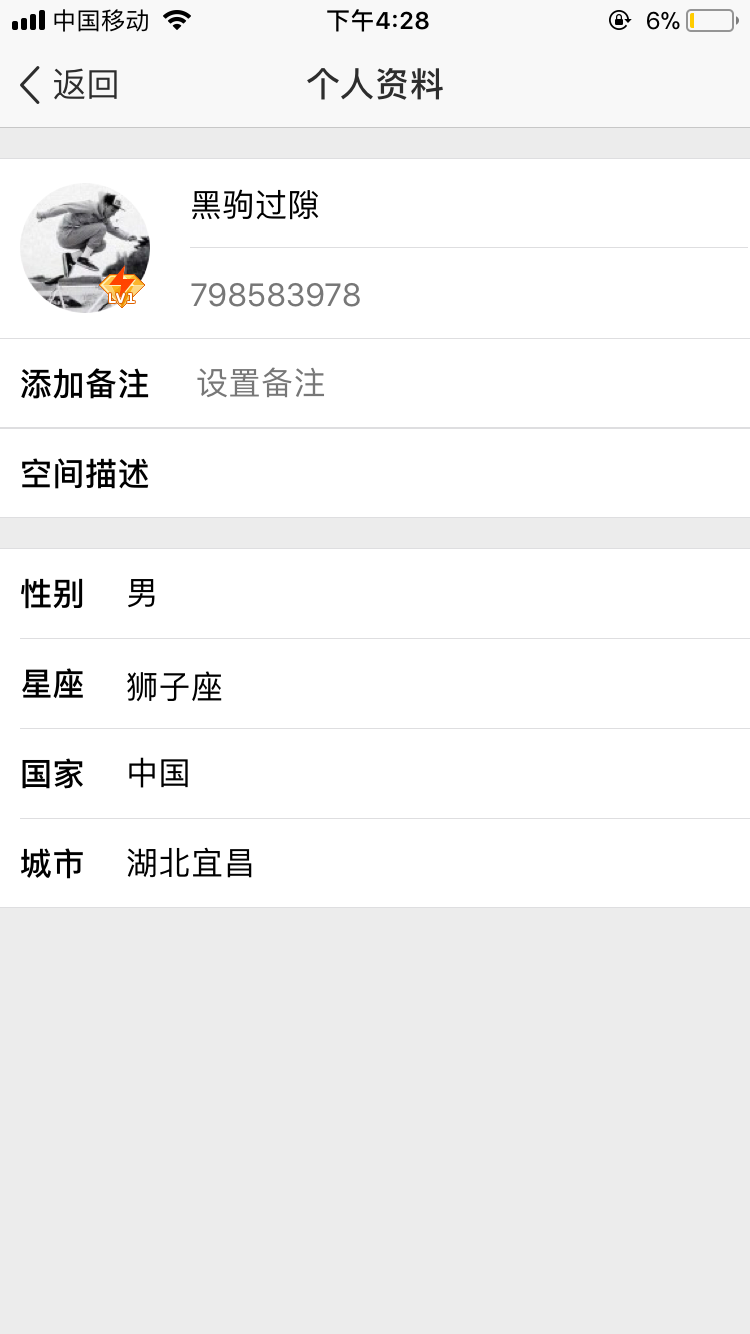 中国移动 下午4:28 6%
返回 个人资料
黑驹过隙
LV1
798583978
添加备注 设置备注
空间描述
性别 男
星座 狮子座
国家 中国
城市 湖北宜昌